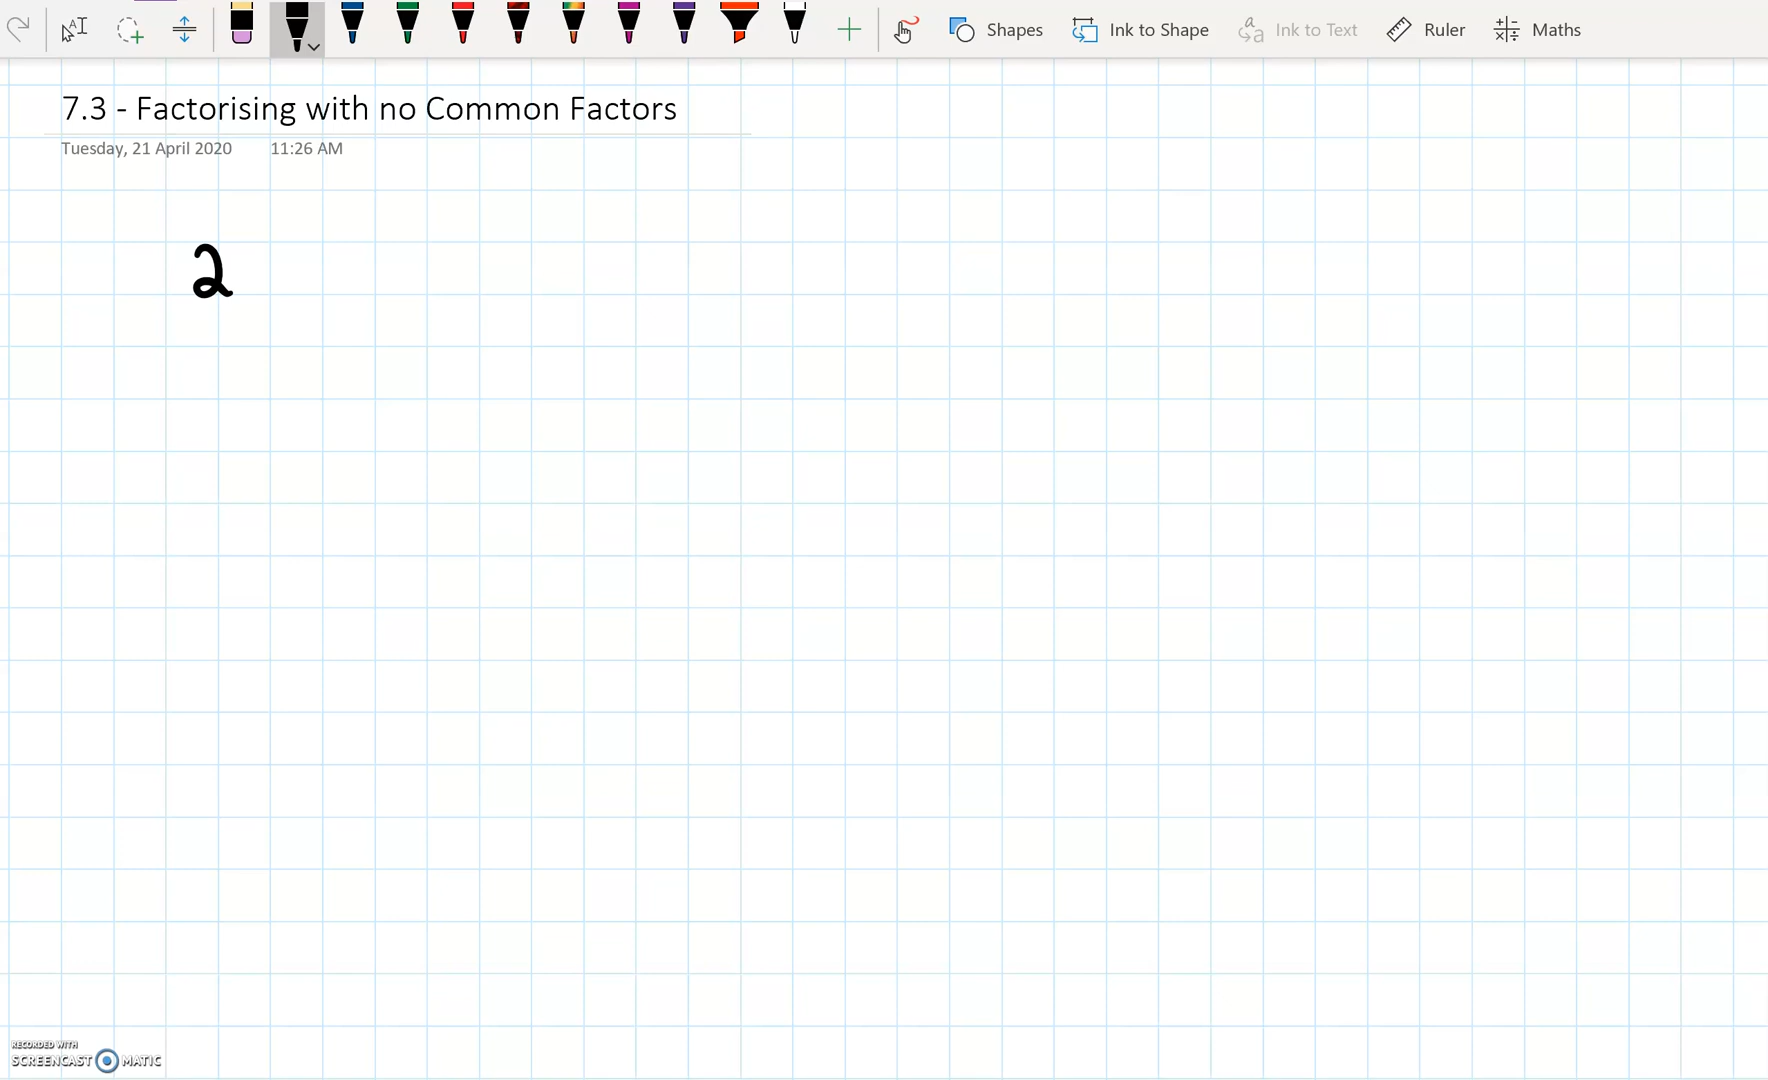 Shapes Ink to Shape Ink to Text Ruler Maths
7.3 - Factorising with no Common Factors
Tuesday, 21 April 2020 11:26 AM
2
RECORDED WITH
SCREENCAST MATIC